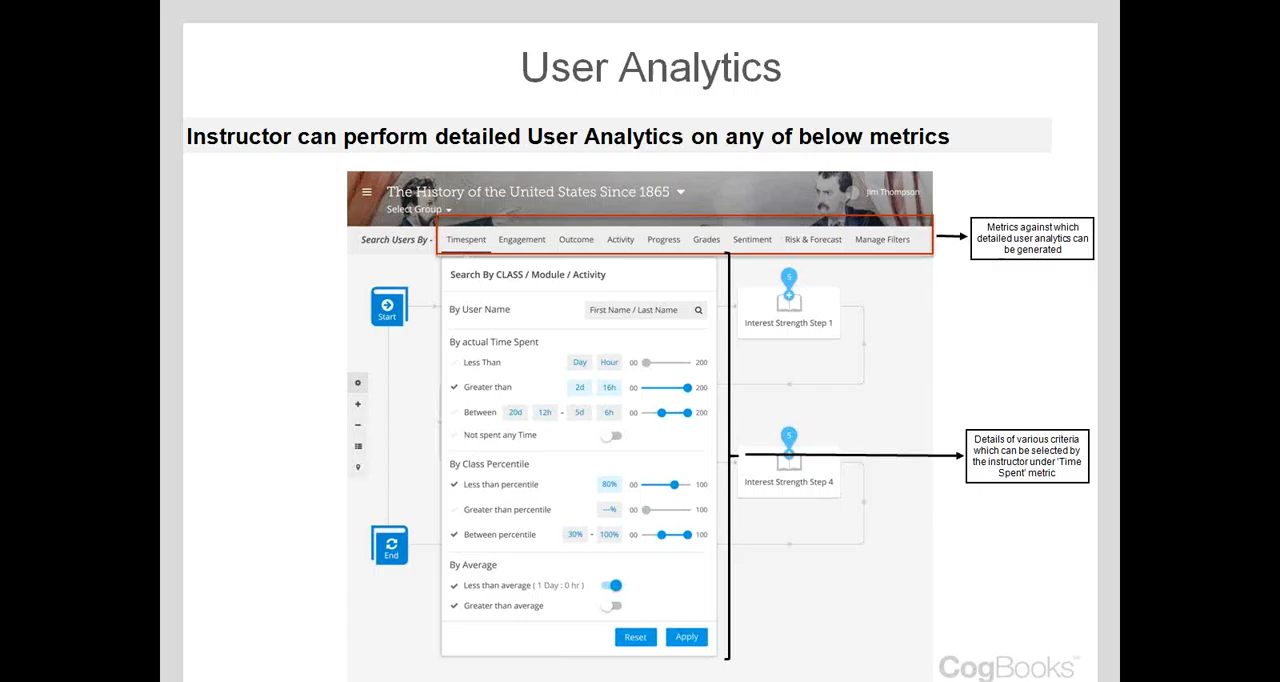 User Analytics
Instructor can perform detailed User Analytics on any of below metrics
The History of the United States Since 1865
Jim Thompson
Select Group
Search Users By - Timespent Engagement Outcome Activity Progress Grades Sentiment Risk & Forecast Manage Filters
Metrics against which
detailed user analytics can
be generated
Search By CLASS / Module / Activity
By User Name First Name / Last Name
By actual Time Spent
Less Than Day Hour 00 200
Greater than 2d 16h 00 200
Between 20d 12h - 5d 6h 00 200
Not spent any Time
By Class Percentile
Less than percentile 80% 00 100
Greater than percentile ---% 00 100
Between percentile 30% - 100% 00 100
By Average
Less than average ( 1 Day : 0 hr )
Greater than average
Reset Apply
Start
End
5
Interest Strength Step 1
5
Interest Strength Step 4
Details of various criteria
which can be selected by
the instructor under 'Time
Spent' metric
CogBooks™